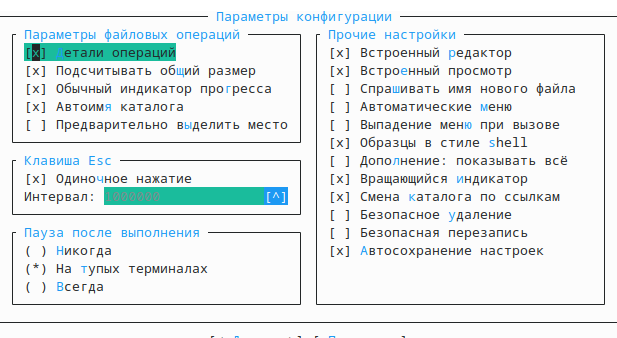 Параметры конфигурации
Параметры файловых операций
[x] Детали операций
[x] Подсчитывать общий размер
[x] Обычный индикатор прогресса
[x] Автоимя каталога
[ ] Предварительно выделить место
Клавиша Esc
[x] Одиночное нажатие
Интервал: 1000000 [^]
Пауза после выполнения
( ) Никогда
(*) На тупых терминалах
( ) Всегда
Прочие настройки
[x] Встроенный редактор
[x] Встроенный просмотр
[ ] Спрашивать имя нового файла
[ ] Автоматические меню
[ ] Выпадение меню при вызове
[x] Образцы в стиле shell
[ ] Дополнение: показывать всё
[x] Вращающийся индикатор
[x] Смена каталога по ссылкам
[ ] Безопасное удаление
[ ] Безопасная перезапись
[x] Автосохранение настроек